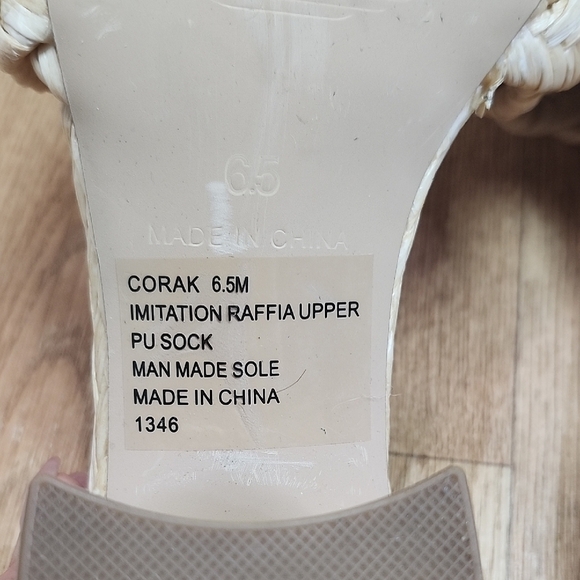 6.5
MADE IN CHINA
CORAK 6.5M
IMITATION RAFFIA UPPER
PU SOCK
MAN MADE SOLE
MADE IN CHINA
1346